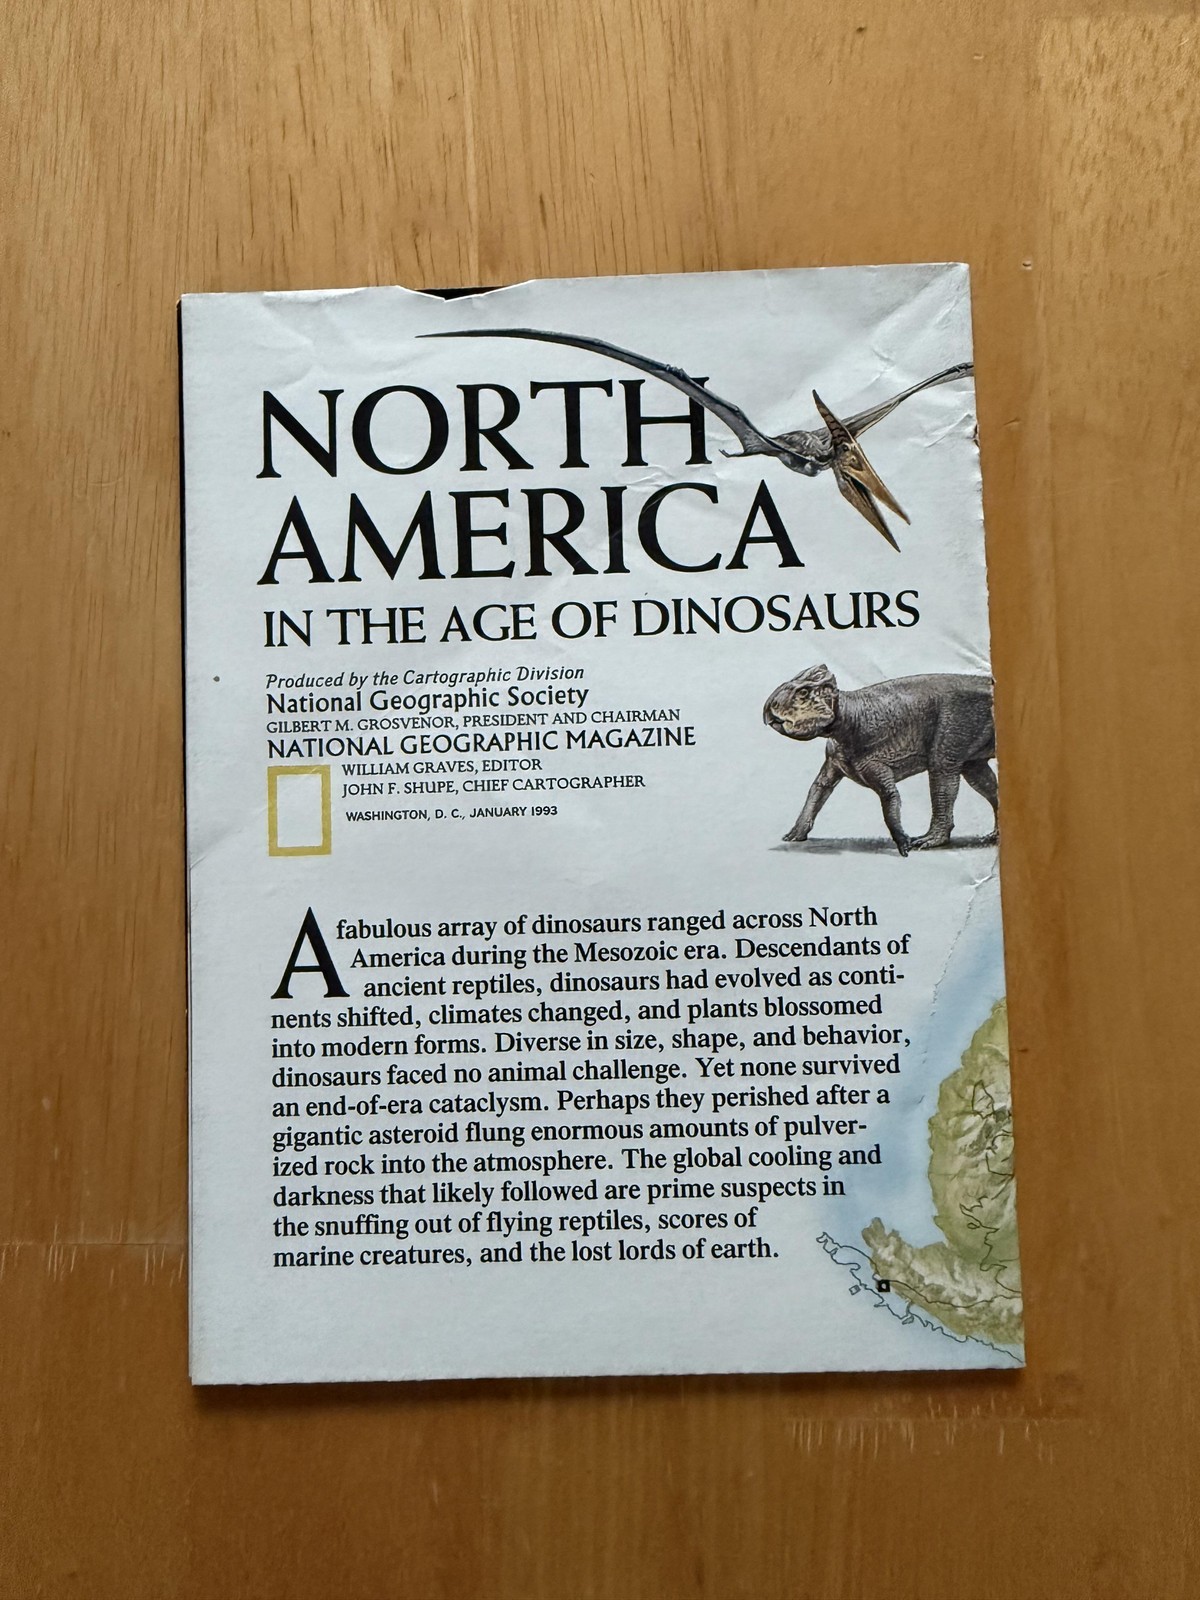 NORTH
AMERICA
IN THE AGE OF DINOSAURS
Produced by the Cartographic Division
National Geographic Society
GILBERT M. GROSVENOR, PRESIDENT AND CHAIRMAN
NATIONAL GEOGRAPHIC MAGAZINE
WILLIAM GRAVES, EDITOR
JOHN F. SHUPE, CHIEF CARTOGRAPHER
WASHINGTON, D. C., JANUARY 1993
A fabulous array of dinosaurs ranged across North
America during the Mesozoic era. Descendants of
ancient reptiles, dinosaurs had evolved as conti-
nents shifted, climates changed, and plants blossomed
into modern forms. Diverse in size, shape, and behavior,
dinosaurs faced no animal challenge. Yet none survived
an end-of-era cataclysm. Perhaps they perished after a
gigantic asteroid flung enormous amounts of pulver-
ized rock into the atmosphere. The global cooling and
darkness that likely followed are prime suspects in
the snuffing out of flying reptiles, scores of
marine creatures, and the lost lords of earth.